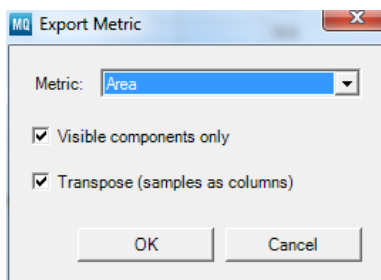 MQ Export Metric
Metric: Area
Visible components only
Transpose (samples as columns)
OK Cancel